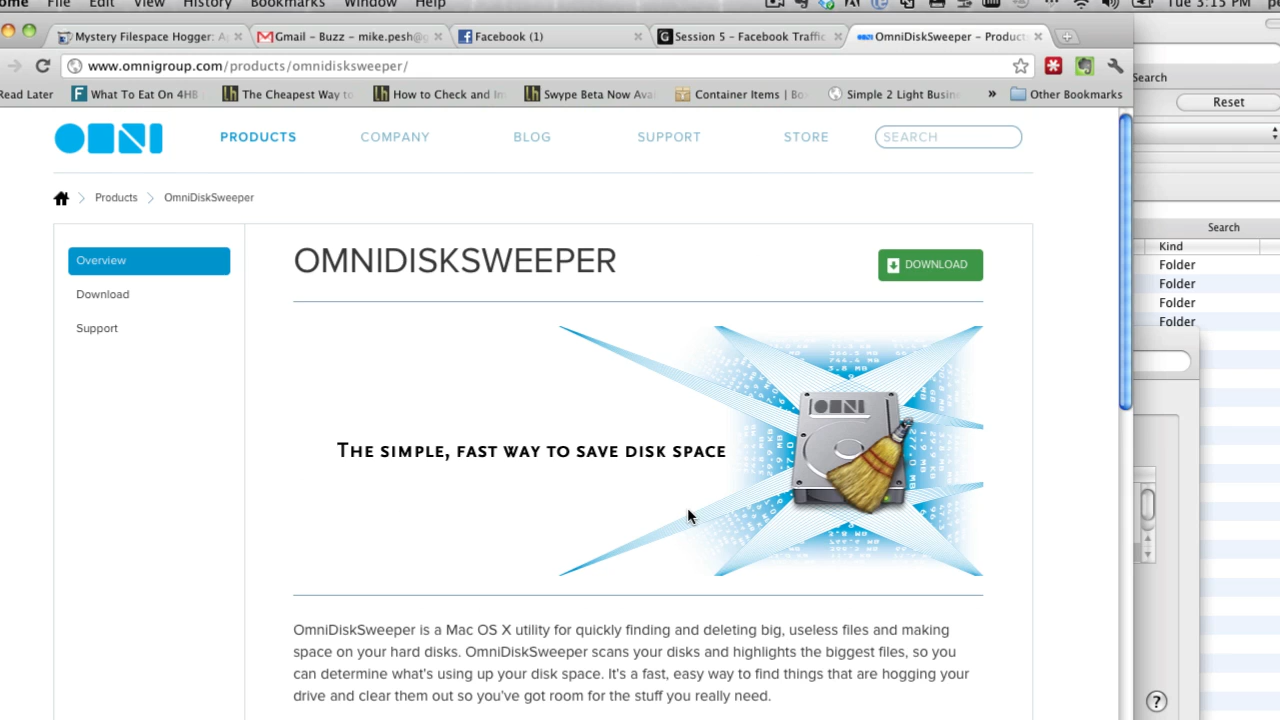 ome File Edit View History Bookmarks Window Help Tue 3:15 PM
Mystery Filespace Hogger: A Gmail – Buzz – mike.pesh@g Facebook (1) Session 5 – Facebook Traffic OmniDiskSweeper – Product
www.omnigroup.com/products/omnidisksweeper/
Search
Read Later What To Eat On 4HB The Cheapest Way to How to Check and In Swype Beta Now Ava Container Items | Bo Simple 2 Light Busin » Other Bookmarks
Reset
OMNI PRODUCTS COMPANY BLOG SUPPORT STORE SEARCH
Products OmniDiskSweeper
Search
Kind
Folder
Folder
Folder
Folder
Overview
Download
Support
OMNIDISKSWEEPER
DOWNLOAD
OMNI
The simple, fast way to save disk space
OmniDiskSweeper is a Mac OS X utility for quickly finding and deleting big, useless files and making
space on your hard disks. OmniDiskSweeper scans your disks and highlights the biggest files, so you
can determine what's using up your disk space. It's a fast, easy way to find things that are hogging your
drive and clear them out so you've got room for the stuff you really need.
?